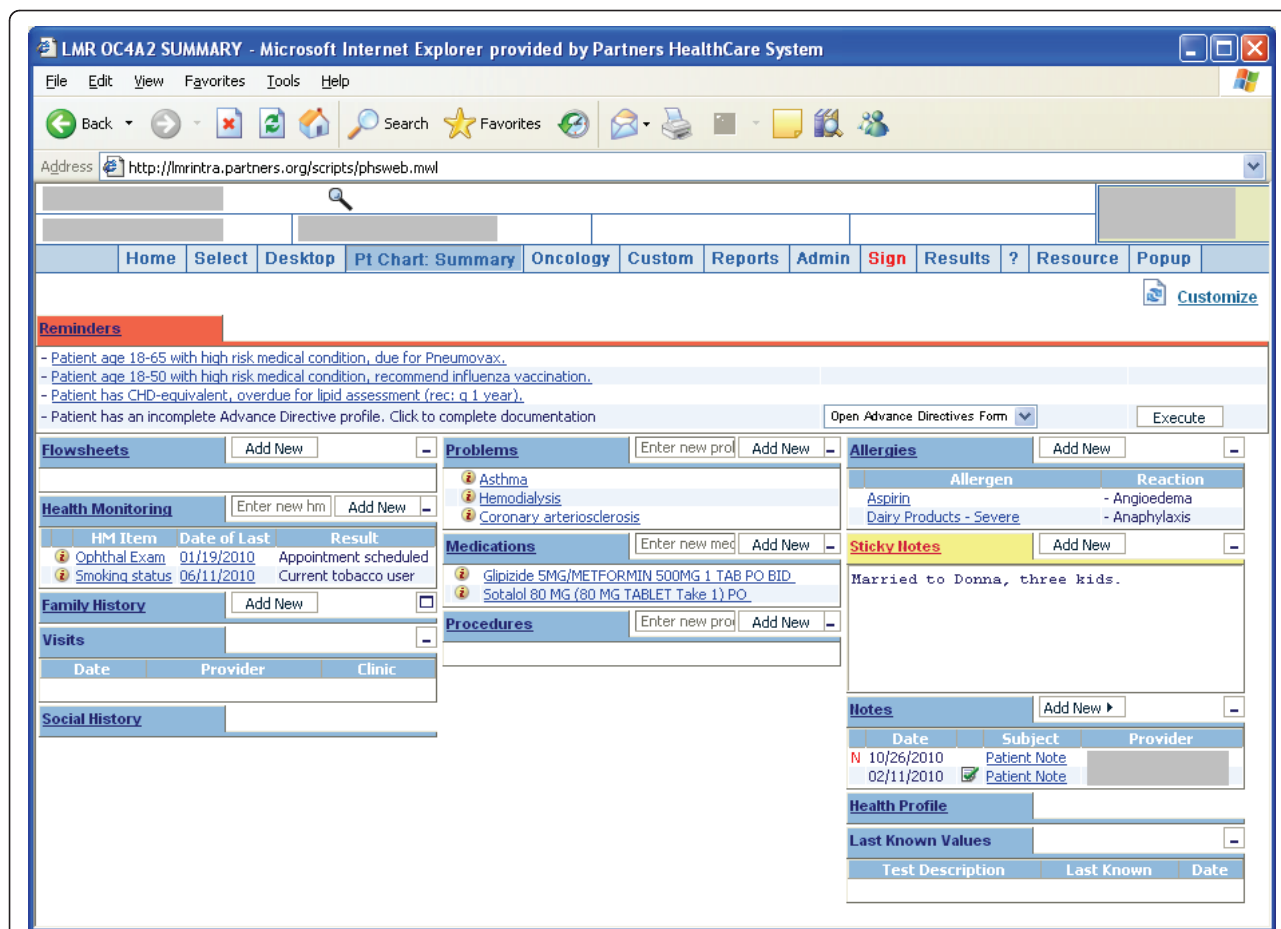 LMR OC4A2 SUMMARY - Microsoft Internet Explorer provided by Partners HealthCare System
File Edit View Favorites Tools Help
Back Search Favorites
Address http://lmrintra.partners.org/scripts/phsweb.mwl
Home Select Desktop Pt Chart: Summary Oncology Custom Reports Admin Sign Results ? Resource Popup
Customize
Reminders
- Patient age 18-65 with high risk medical condition, due for Pneumovax.
- Patient age 18-50 with high risk medical condition, recommend influenza vaccination.
- Patient has CHD-equivalent, overdue for lipid assessment (rec: q 1 year).
- Patient has an incomplete Advance Directive profile. Click to complete documentation Open Advance Directives Form Execute
Flowsheets Add New
Health Monitoring Enter new hm Add New
HM Item Date of Last Result
Ophthal Exam 01/19/2010 Appointment scheduled
Smoking status 06/11/2010 Current tobacco user
Family History Add New
Visits
Date Provider Clinic
Social History
Problems Enter new prol Add New
Asthma
Hemodialysis
Coronary arteriosclerosis
Medications Enter new med Add New
Glipizide 5MG/METFORMIN 500MG 1 TAB PO BID
Sotalol 80 MG (80 MG TABLET Take 1) PO
Procedures Enter new pro Add New
Allergies Add New
Allergen Reaction
Aspirin - Angioedema
Dairy Products - Severe - Anaphylaxis
Sticky Notes Add New
Married to Donna, three kids.
Notes Add New
Date Subject Provider
N 10/26/2010 Patient Note
02/11/2010 Patient Note
Health Profile
Last Known Values
Test Description Last Known Date